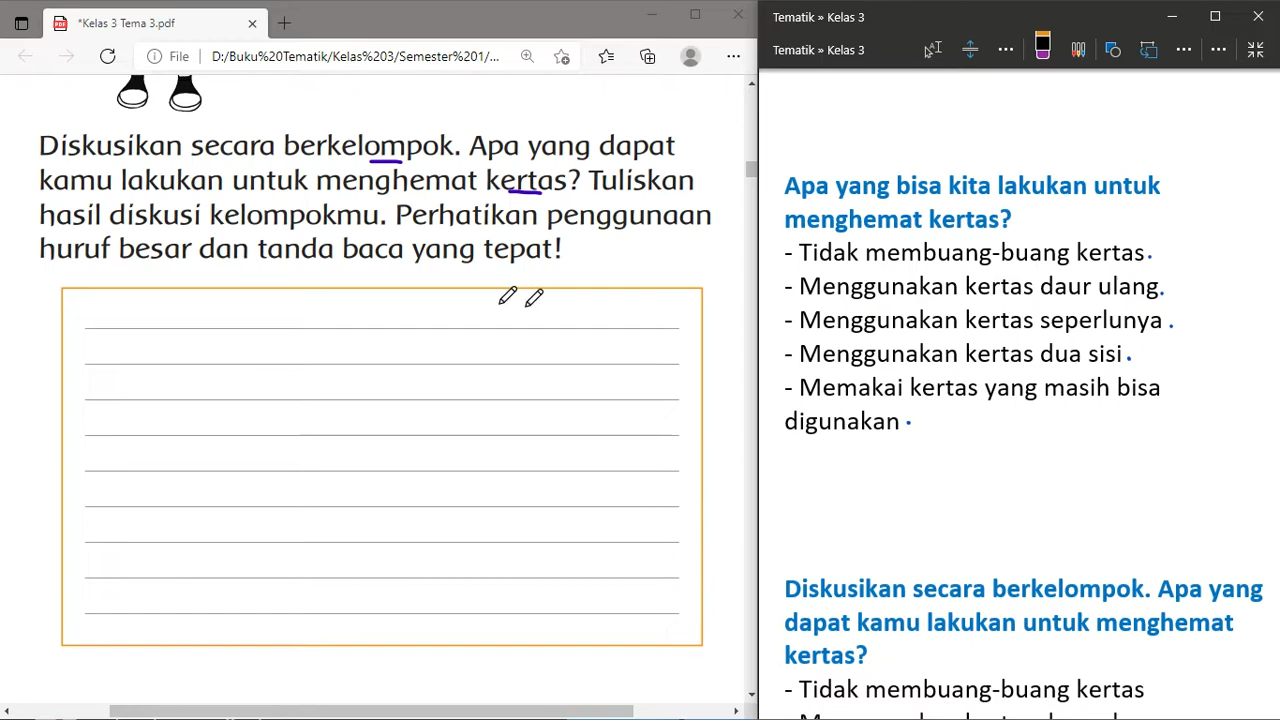 *Kelas 3 Tema 3.pdf
File
D:/Buku%20Tematik/Kelas%203/Semester%201/...
Diskusikan secara berkelompok. Apa yang dapat
kamu lakukan untuk menghemat kertas? Tuliskan
hasil diskusi kelompokmu. Perhatikan penggunaan
huruf besar dan tanda baca yang tepat!
Tematik » Kelas 3
Tematik » Kelas 3
Apa yang bisa kita lakukan untuk
menghemat kertas?
- Tidak membuang-buang kertas.
- Menggunakan kertas daur ulang.
- Menggunakan kertas seperlunya.
- Menggunakan kertas dua sisi.
- Memakai kertas yang masih bisa
digunakan.
Diskusikan secara berkelompok. Apa yang
dapat kamu lakukan untuk menghemat
kertas?
- Tidak membuang-buang kertas